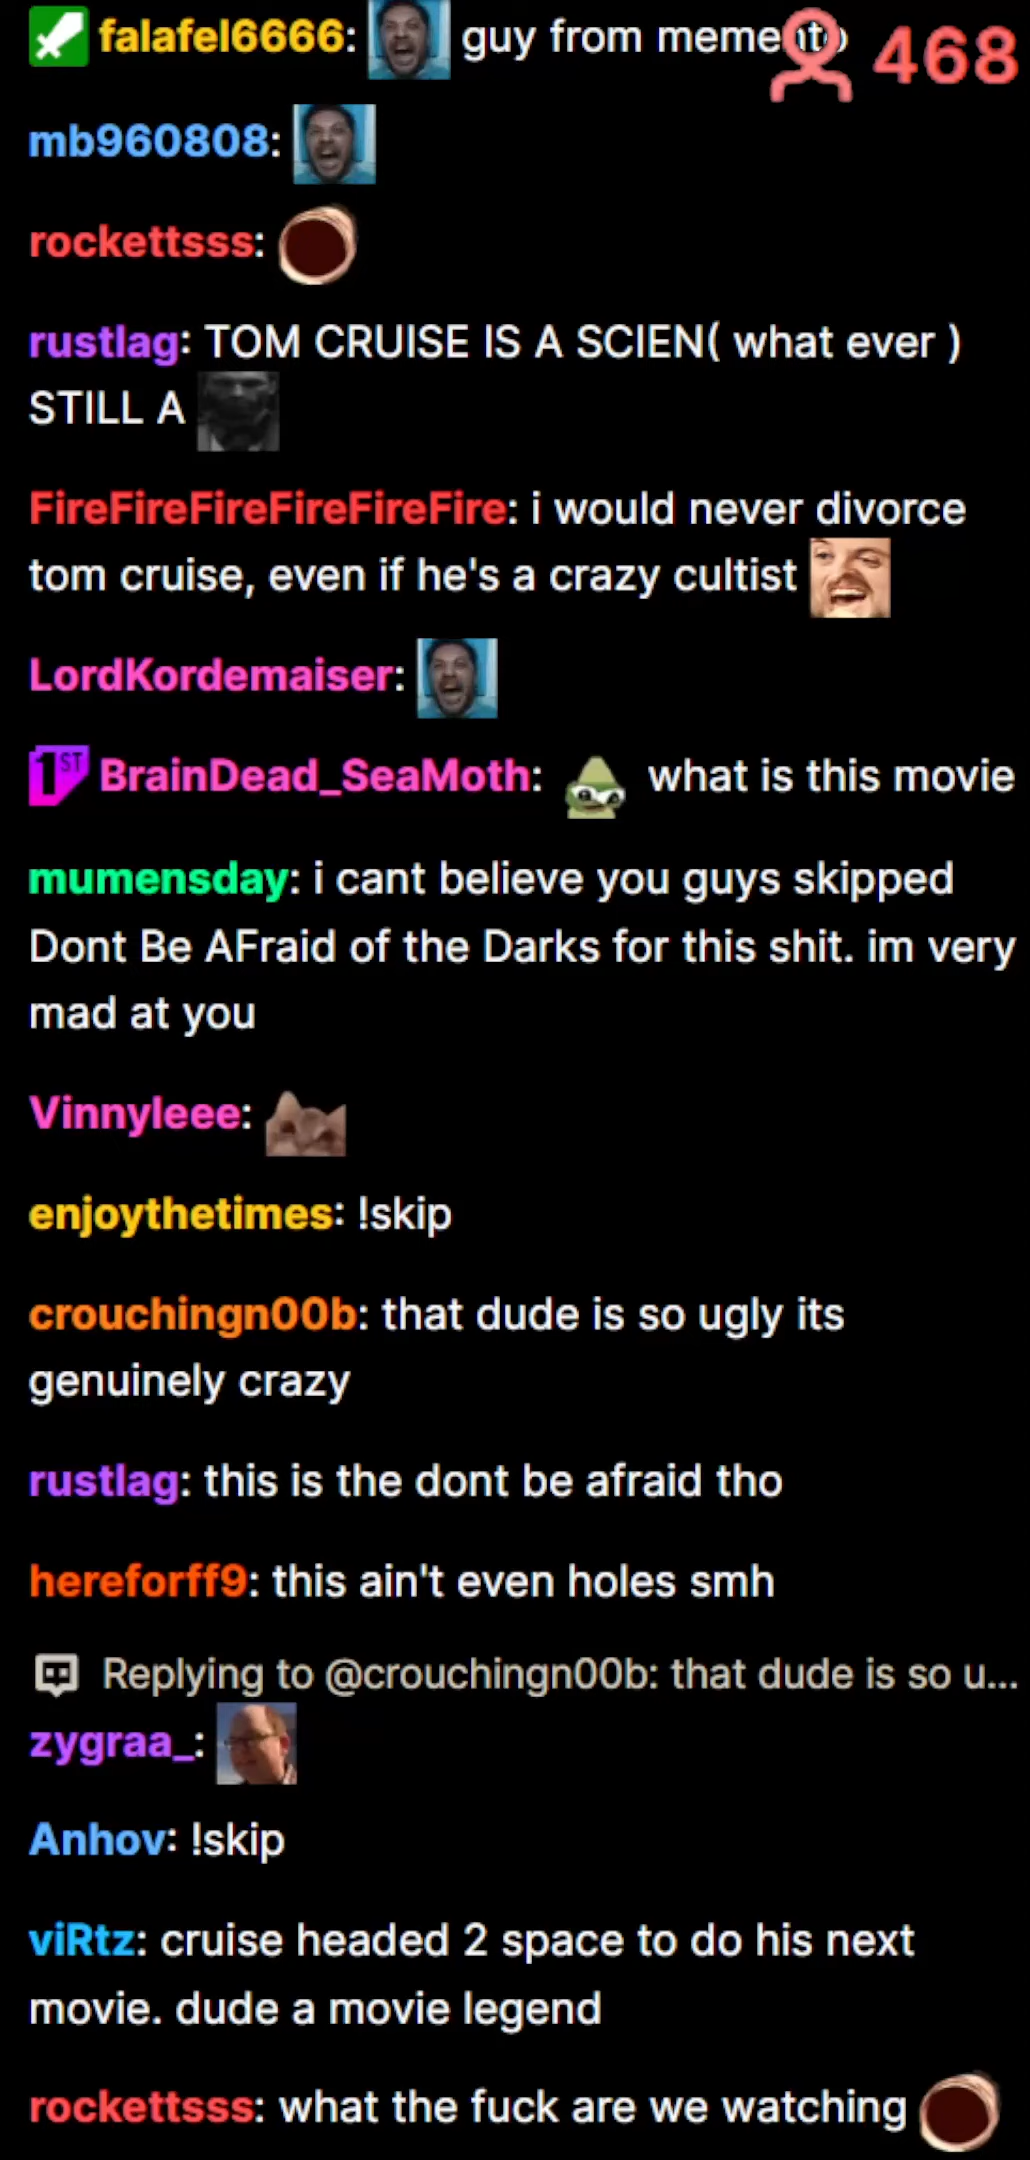 falafel6666: guy from memento
468
mb960808:
rockettsss:
rustlag: TOM CRUISE IS A SCIEN( what ever )
STILL A
FireFireFireFireFireFire: i would never divorce
tom cruise, even if he's a crazy cultist
LordKordemaiser:
1ST BrainDead_SeaMoth: what is this movie
mumensday: i cant believe you guys skipped
Dont Be AFraid of the Darks for this shit. im very
mad at you
Vinnyleee:
enjoythetimes: !skip
crouchingn00b: that dude is so ugly its
genuinely crazy
rustlag: this is the dont be afraid tho
hereforff9: this ain't even holes smh
Replying to @crouchingn00b: that dude is so u...
zygraa_:
Anhov: !skip
viRtz: cruise headed 2 space to do his next
movie. dude a movie legend
rockettsss: what the fuck are we watching